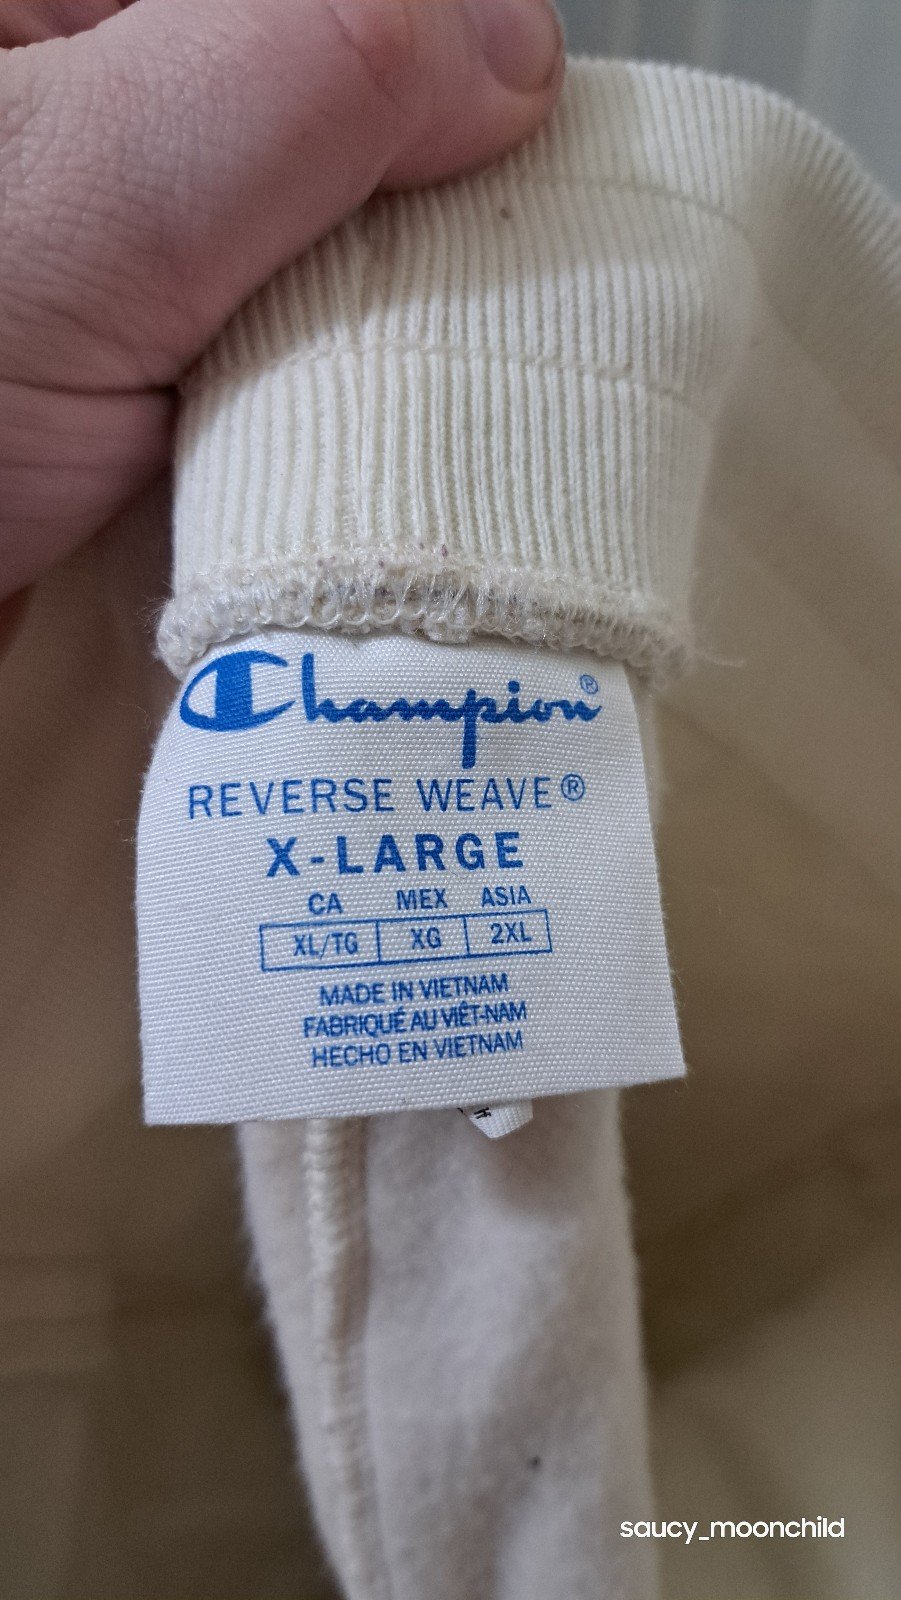 Champion®
REVERSE WEAVE®
X-LARGE
CA MEX ASIA
XL/TG XG 2XL
MADE IN VIETNAM
FABRIQUÉ AU VIÊT-NAM
HECHO EN VIETNAM
saucy_moonchild